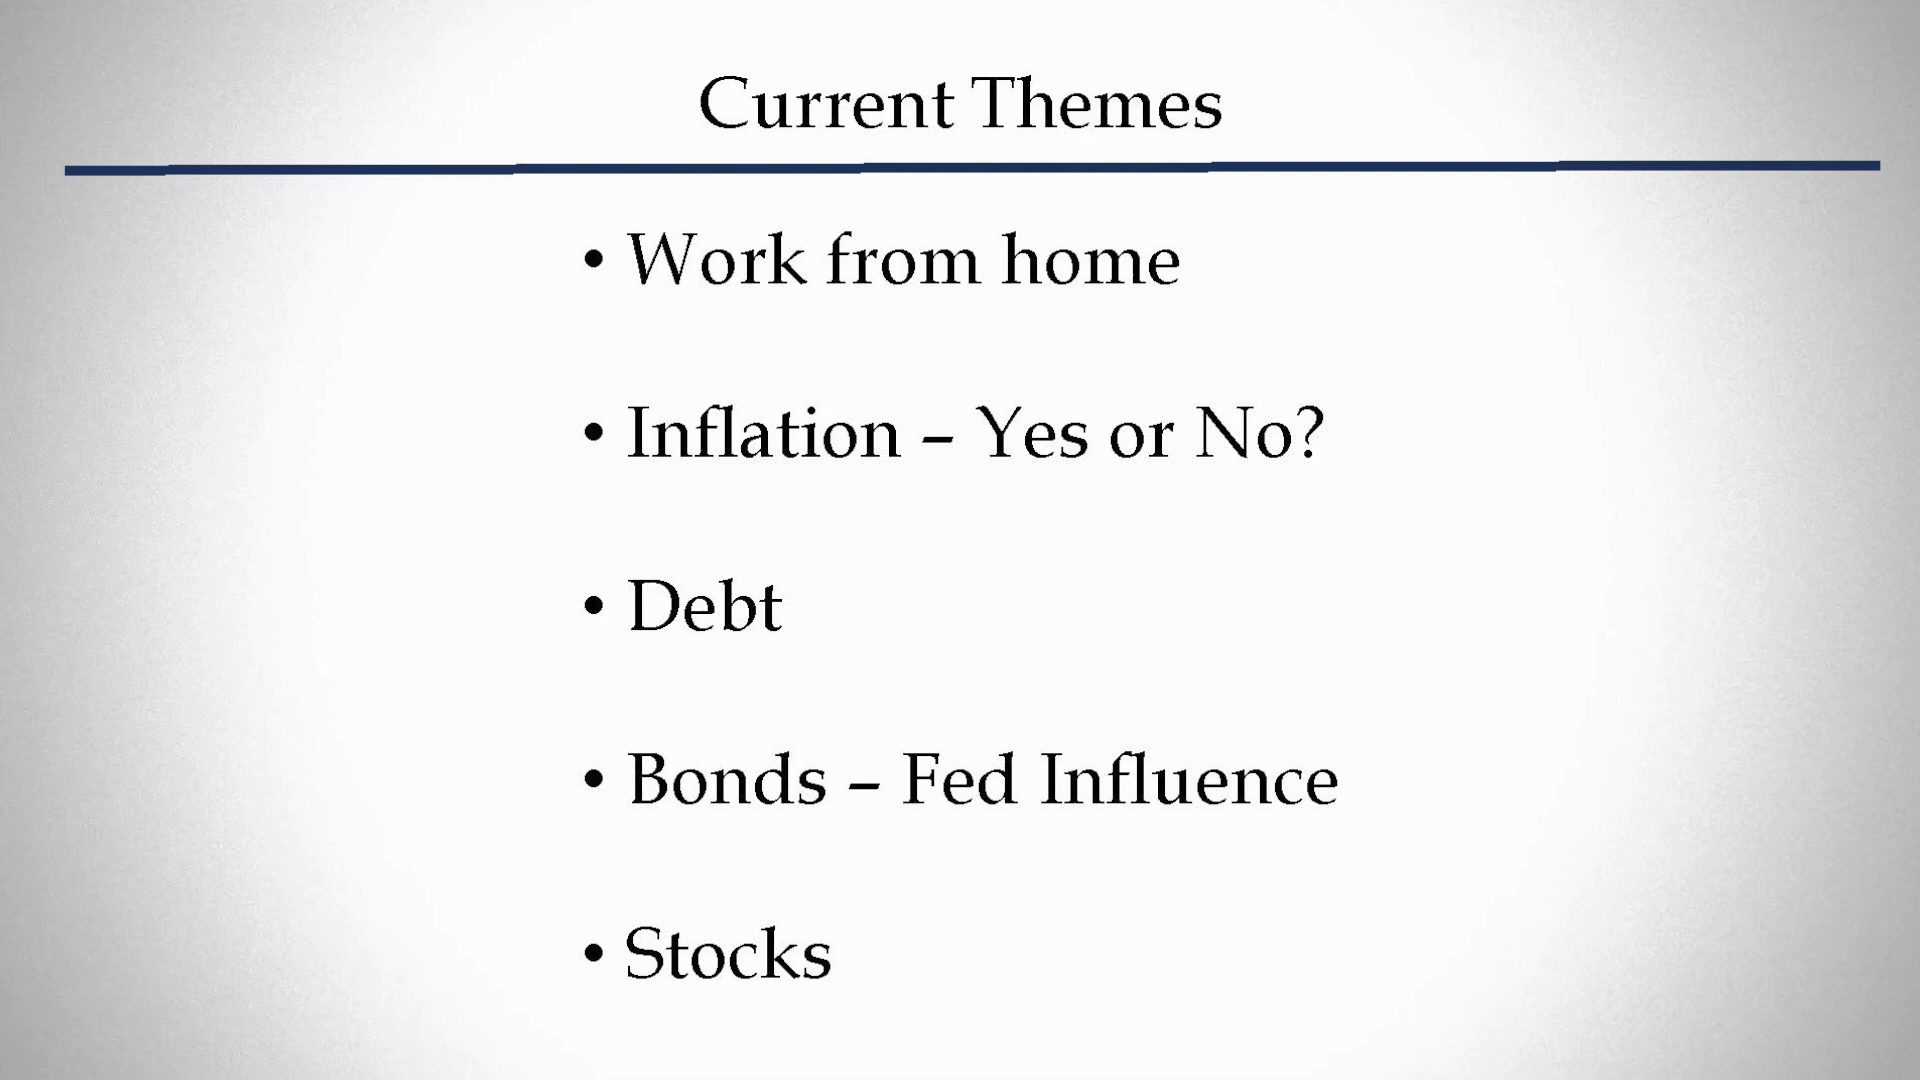 Current Themes
• Work from home
• Inflation – Yes or No?
• Debt
• Bonds – Fed Influence
• Stocks